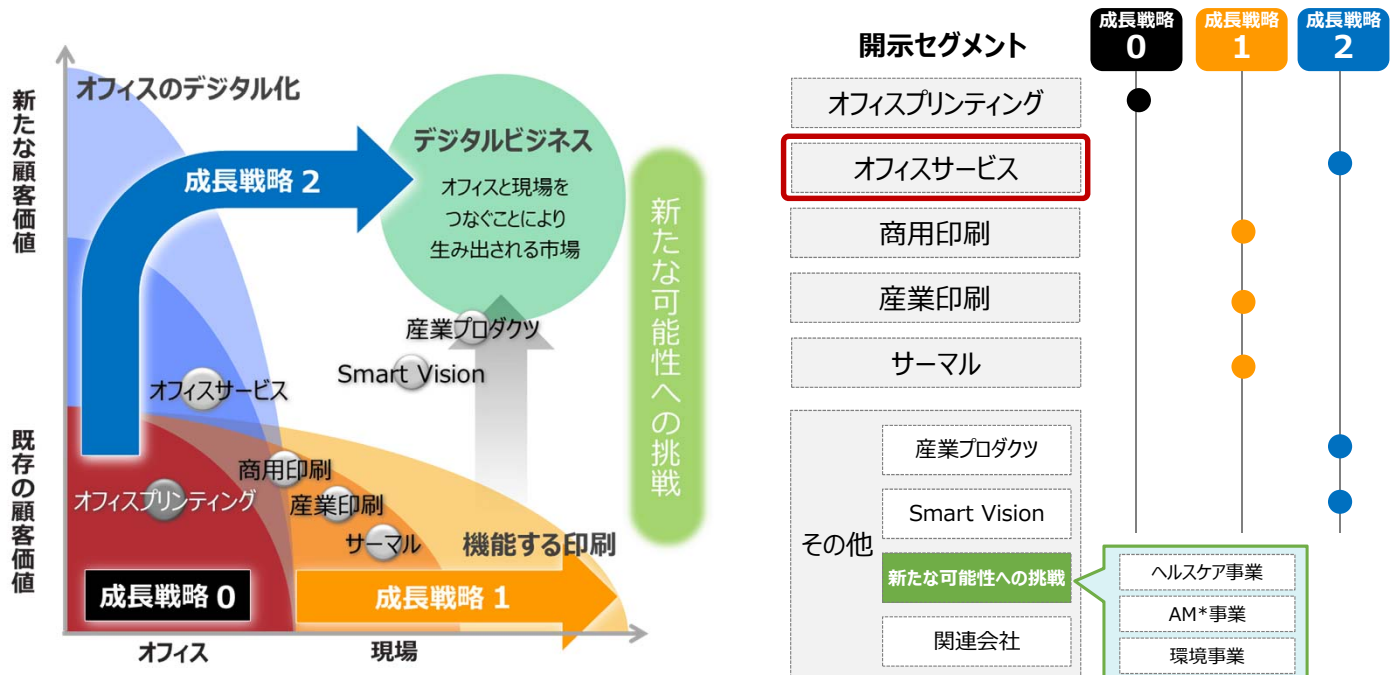 新たな顧客価値
既存の顧客価値
オフィスのデジタル化
成長戦略 2
デジタルビジネス
オフィスと現場を
つなぐことにより
生み出される市場
新たな可能性への挑戦
産業プロダクツ
Smart Vision
オフィスサービス
商用印刷
オフィスプリンティング
産業印刷
サーマル
機能する印刷
成長戦略 0
成長戦略 1
オフィス
現場
開示セグメント
成長戦略
0
成長戦略
1
成長戦略
2
オフィスプリンティング
オフィスサービス
商用印刷
産業印刷
サーマル
その他
産業プロダクツ
Smart Vision
新たな可能性への挑戦
関連会社
ヘルスケア事業
AM*事業
環境事業